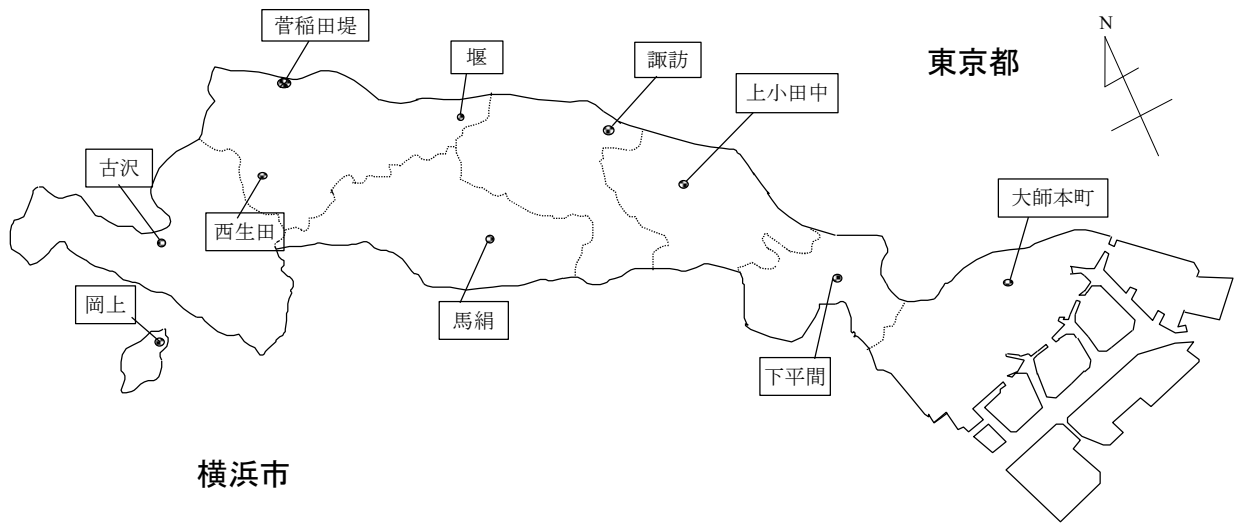 菅稲田堤
堰
諏訪
上小田中
N
東京都
古沢
西生田
大師本町
岡上
馬絹
下平間
横浜市